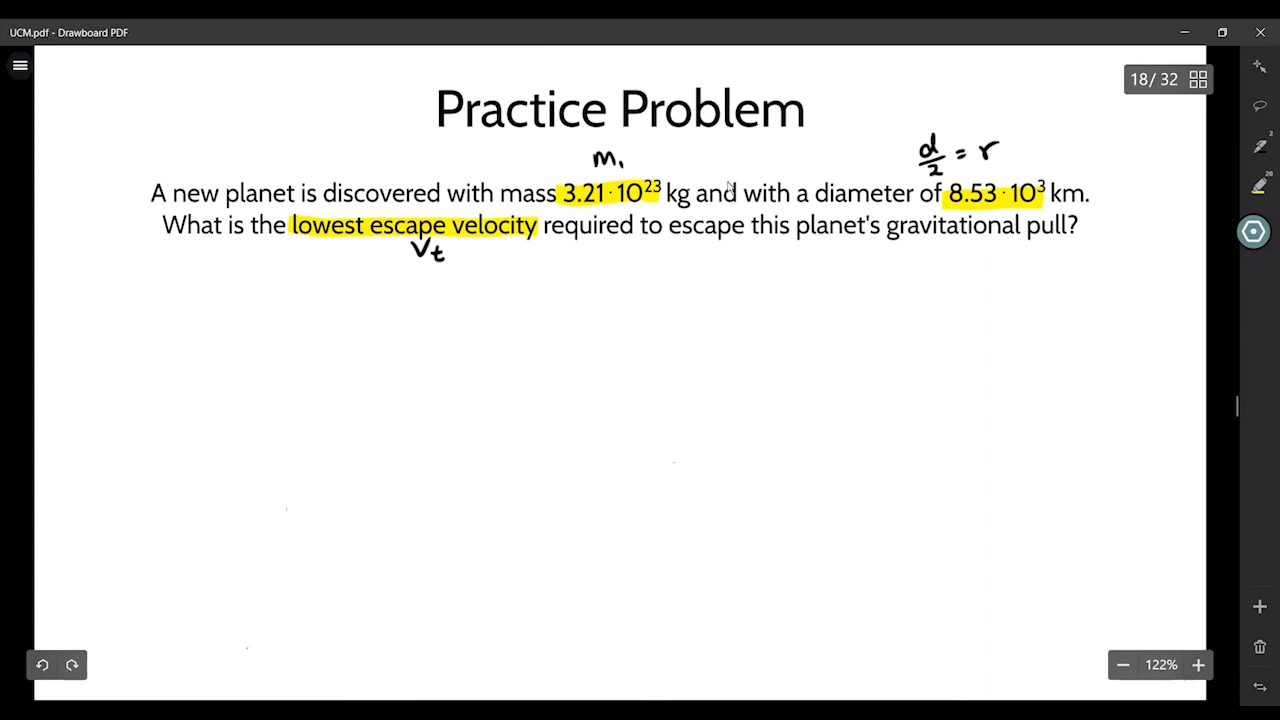 UCM.pdf - Drawboard PDF
18/ 32
Practice Problem
m₁
d/2 = r
A new planet is discovered with mass 3.21 · 10²³ kg and with a diameter of 8.53 · 10³ km.
What is the lowest escape velocity required to escape this planet's gravitational pull?
Vt
2
20
122%